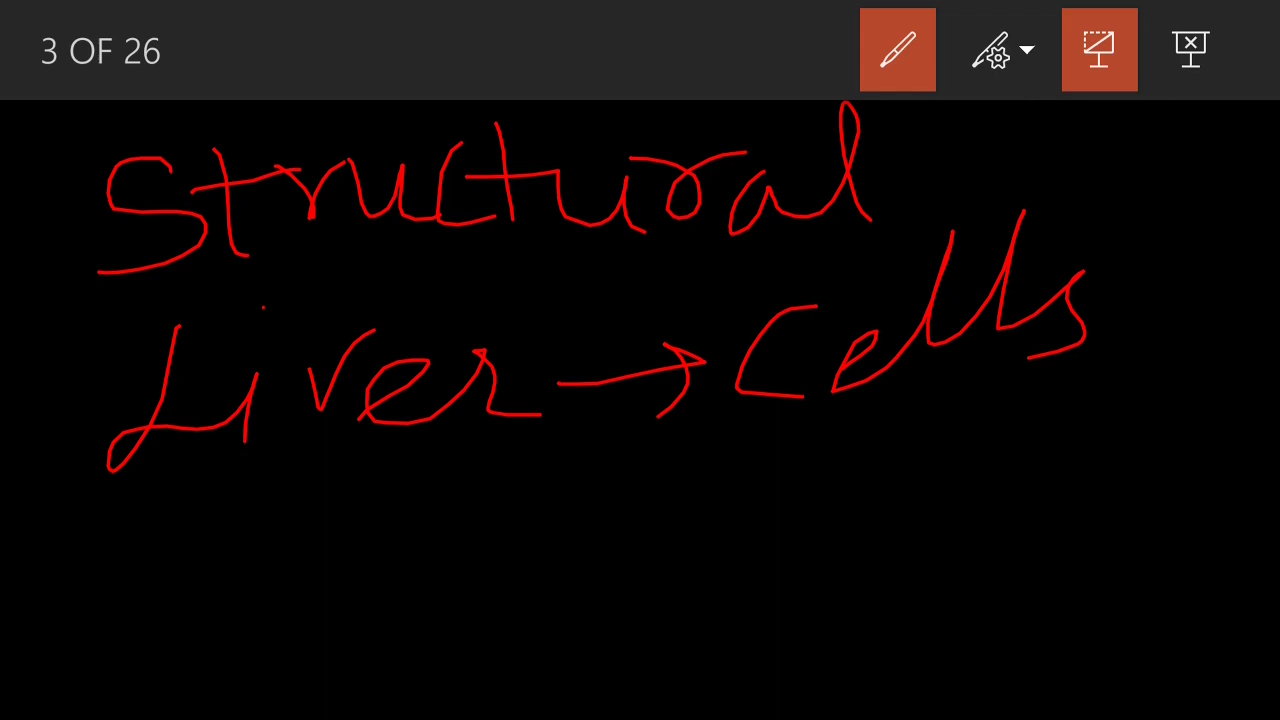 3 OF 26
Structural
Liver → Cells